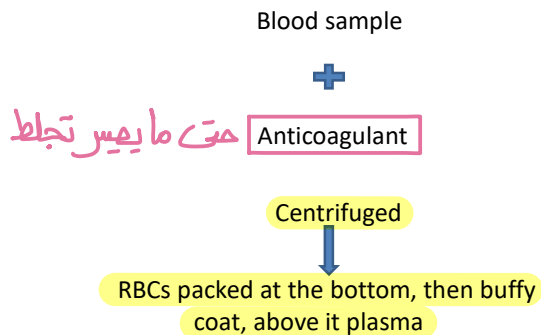 Blood sample
حتى ما يصير تجلط Anticoagulant
Centrifuged
RBCs packed at the bottom, then buffy
coat, above it plasma